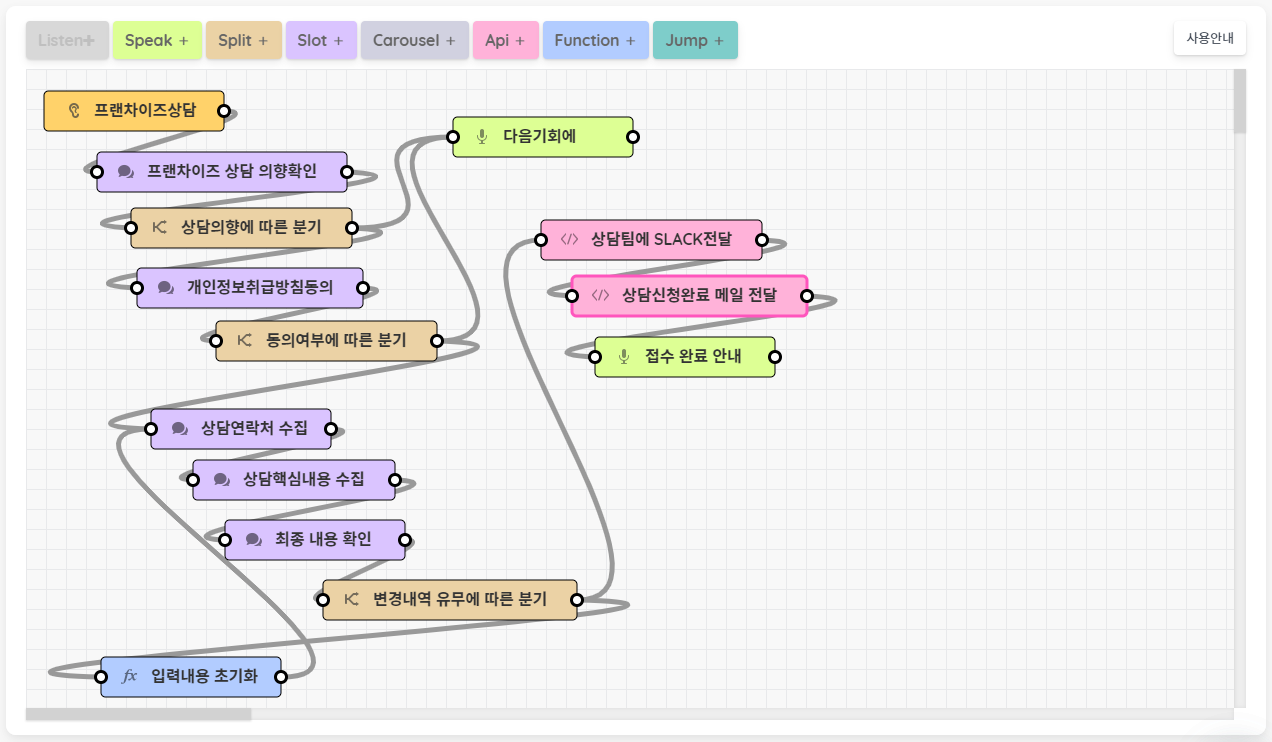 Listen+
Speak +
Split +
Slot +
Carousel +
Api +
Function +
Jump +
사용안내
프랜차이즈상담
다음기회에
프랜차이즈 상담 의향확인
상담의향에 따른 분기
상담팀에 SLACK전달
개인정보취급방침동의
상담신청완료 메일 전달
동의여부에 따른 분기
접수 완료 안내
상담연락처 수집
상담핵심내용 수집
최종 내용 확인
변경내역 유무에 따른 분기
fx 입력내용 초기화